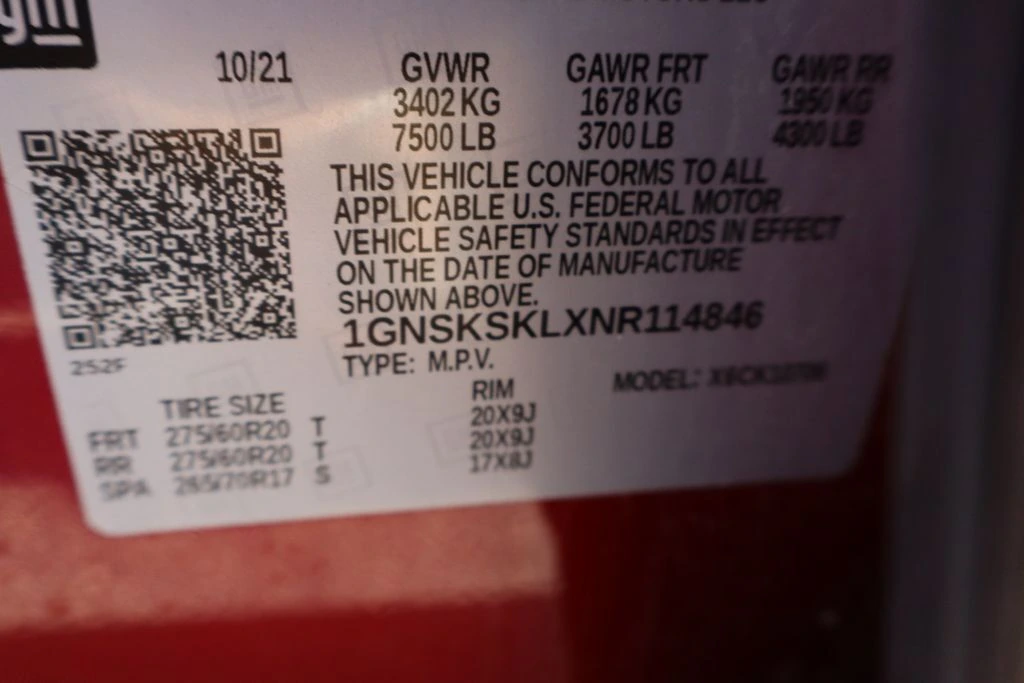 gm
10/21 GVWR GAWR FRT GAWR RR
3402 KG 1678 KG 1950 KG
7500 LB 3700 LB 4300 LB
THIS VEHICLE CONFORMS TO ALL
APPLICABLE U.S. FEDERAL MOTOR
VEHICLE SAFETY STANDARDS IN EFFECT
ON THE DATE OF MANUFACTURE
SHOWN ABOVE.
1GNSKSKLXNR114846
252F
TYPE: M.P.V.
MODEL:
TIRE SIZE RIM
FRT 275/60R20 T 20X9J
RR 275/60R20 T 20X9J
SPA 265/70R17 S 17X8J